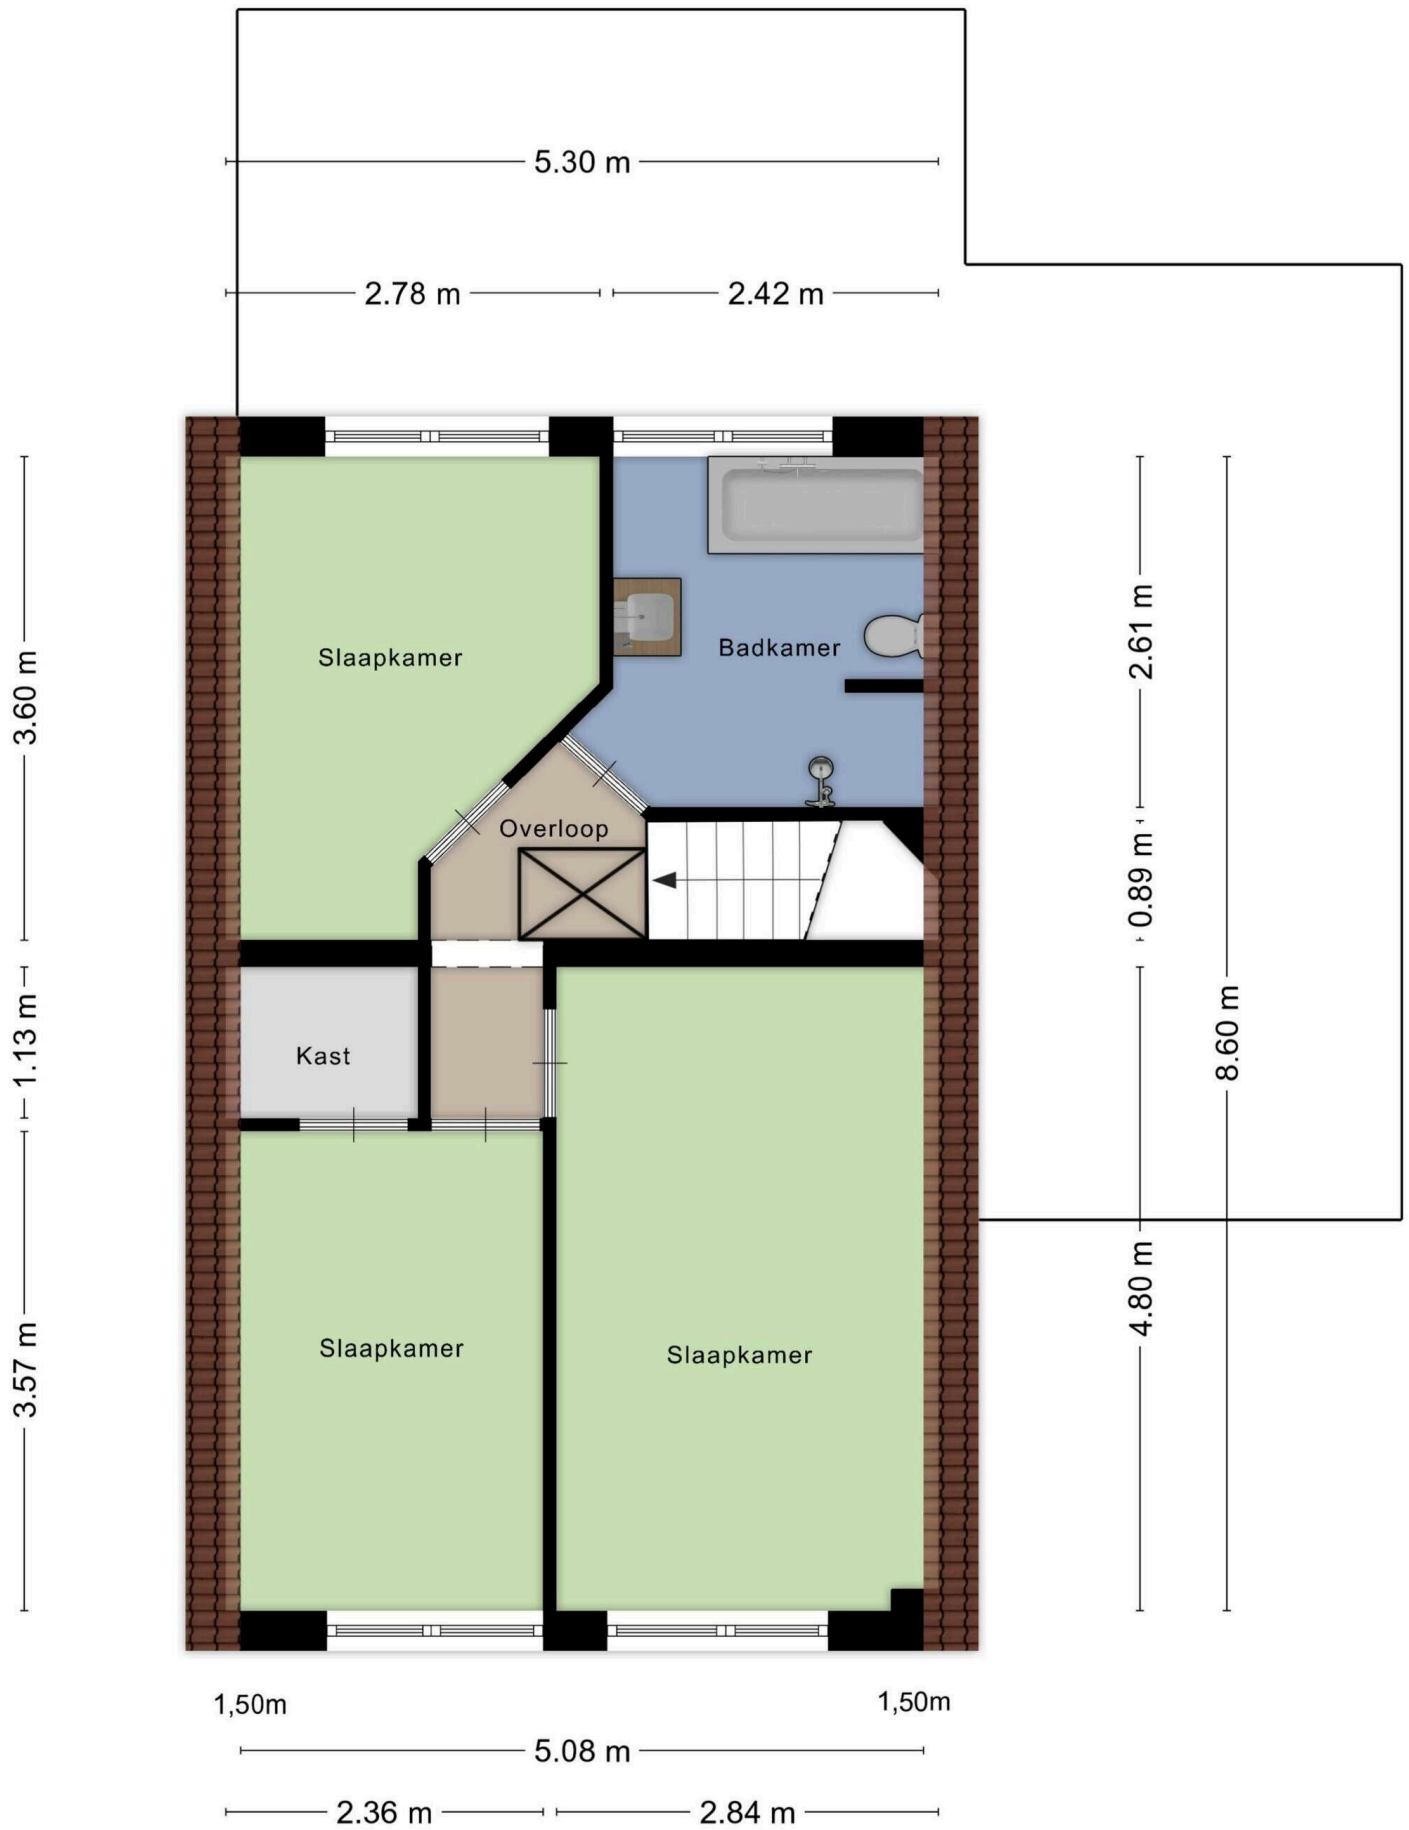 5.30 m
2.78 m
2.42 m
3.60 m
2.61 m
Slaapkamer
Badkamer
Overloop
0.89 m
1.13 m
Kast
8.60 m
4.80 m
3.57 m
Slaapkamer
Slaapkamer
1,50m
1,50m
5.08 m
2.36 m
2.84 m